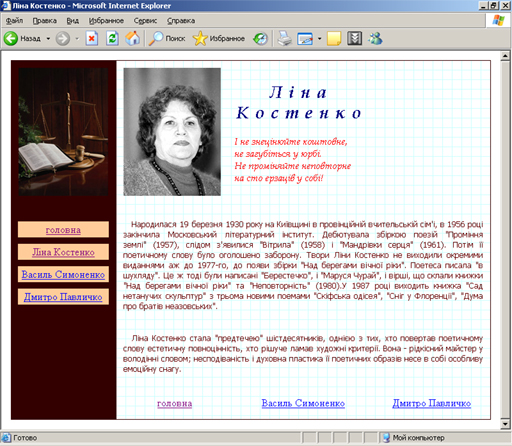 Ліна Костенко - Microsoft Internet Explorer
Файл Правка Вид Избранное Сервис Справка
Назад Поиск Избранное
Ліна
Костенко
І не знецінюйте коштовне,
не загубіться у юрбі.
Не проміняйте неповторне
на сто ерзаців у собі!
головна
Ліна Костенко
Василь Симоненко
Дмитро Павличко
Народилася 19 березня 1930 року на Київщині в провінційній вчительській сім'ї, в 1956 році
закінчила Московський літературний інститут. Дебютувала збіркою поезій "Проміння
землі" (1957), слідом з'явилися "Вітрила" (1958) і "Мандрівки серця" (1961). Потім її
поетичному слову було оголошено заборону. Твори Ліни Костенко не виходили окремими
виданнями аж до 1977-го, до появи збірки "Над берегами вічної ріки". Поетеса писала "в
шухляду". Це ж тоді були написані "Берестечко", і "Маруся Чурай", і вірші, що склали книжки
"Над берегами вічної ріки" та "Неповторність" (1980).У 1987 році виходить книжка "Сад
нетанучих скульптур" з трьома новими поемами "Скіфська одісея", "Сніг у Флоренції", "Дума
про братів неазовських".
Ліна Костенко стала "предтечею" шістдесятників, однією з тих, хто повертав поетичному
слову естетичну повноцінність, хто рішуче ламав художні критерії. Вона - рідкісний майстер у
володінні словом; несподіваність і духовна пластика її поетичних образів несе в собі особливу
емоційну снагу.
головна Василь Симоненко Дмитро Павличко
Готово Мой компьютер